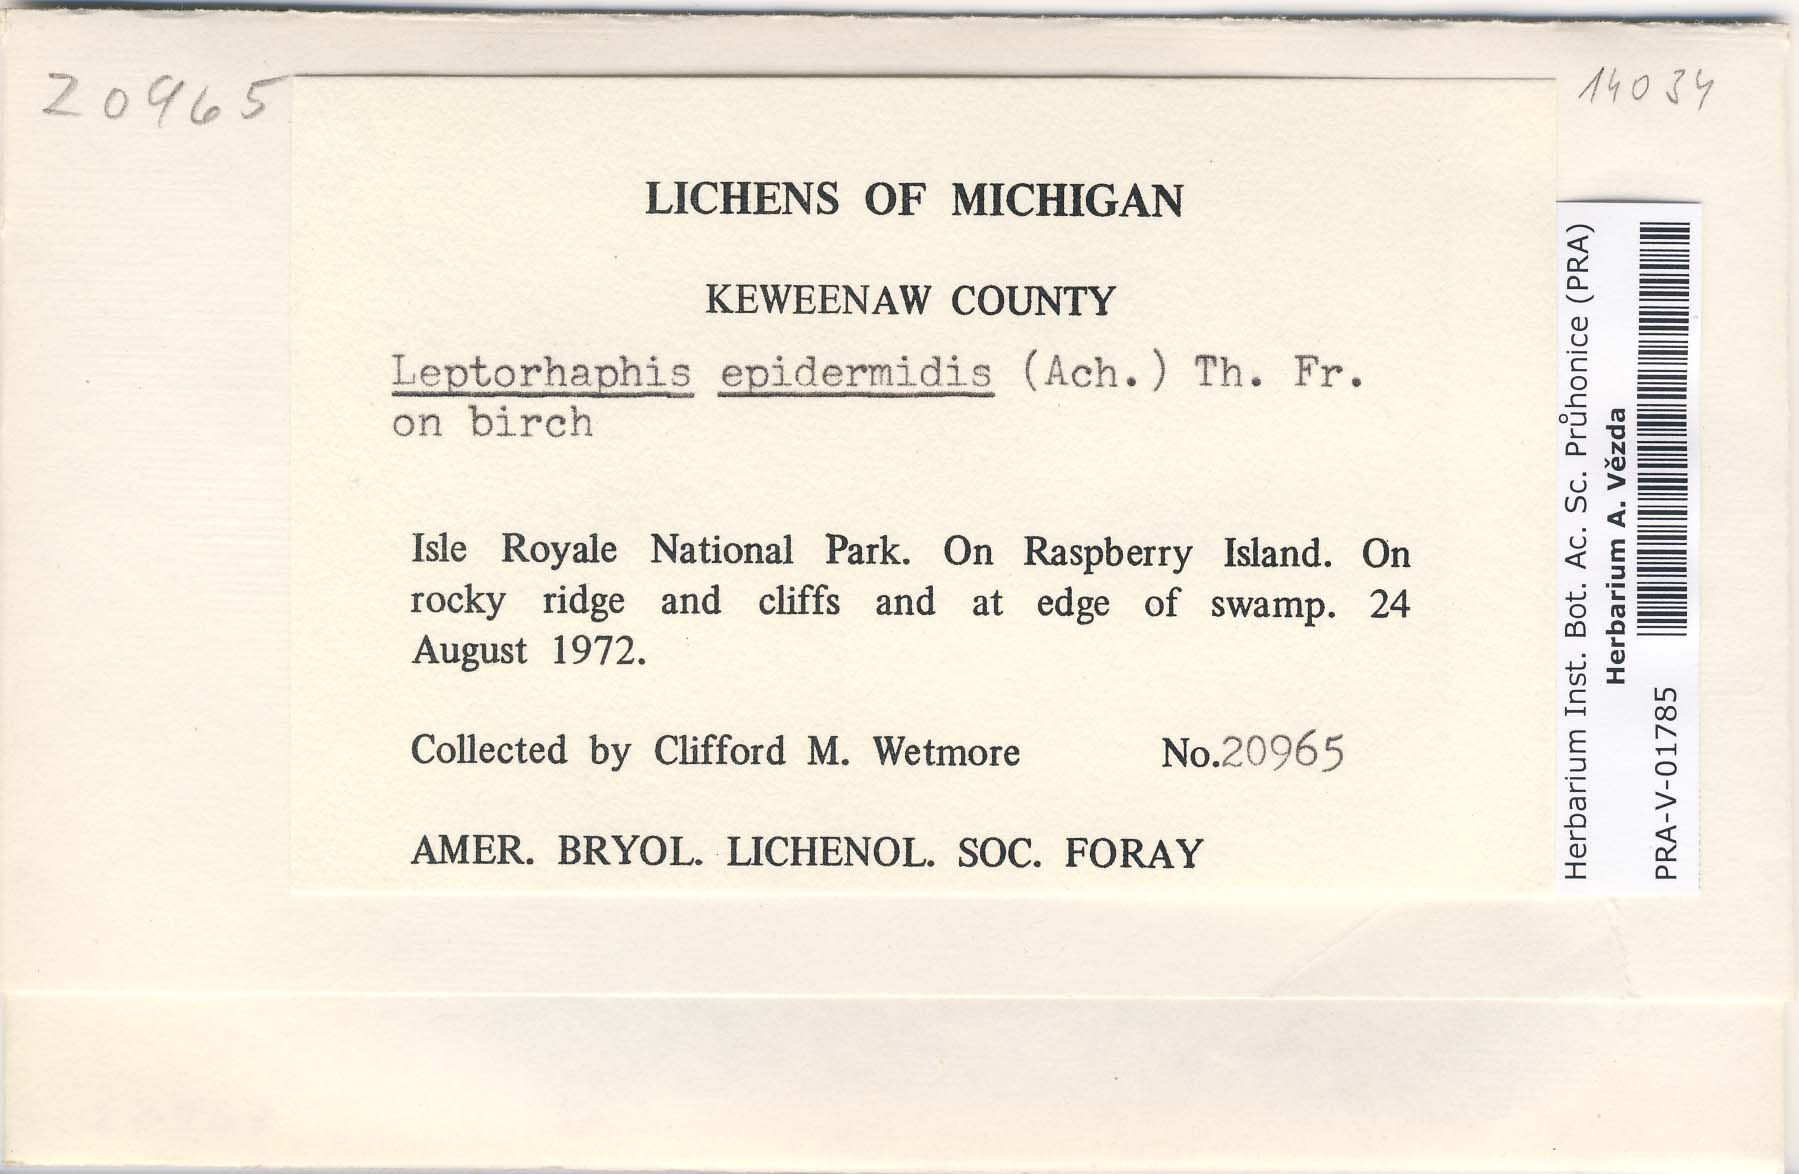 20965
14034
LICHENS OF MICHIGAN
KEWEENAW COUNTY
Leptorhaphis epidermidis (Ach.) Th. Fr.
on birch
Isle Royale National Park. On Raspberry Island. On
rocky ridge and cliffs and at edge of swamp. 24
August 1972.
Collected by Clifford M. Wetmore No.20965
AMER. BRYOL. LICHENOL. SOC. FORAY
Herbarium Inst. Bot. Ac. Sc. Průhonice (PRA)
Herbarium A. Vězda
PRA-V-01785